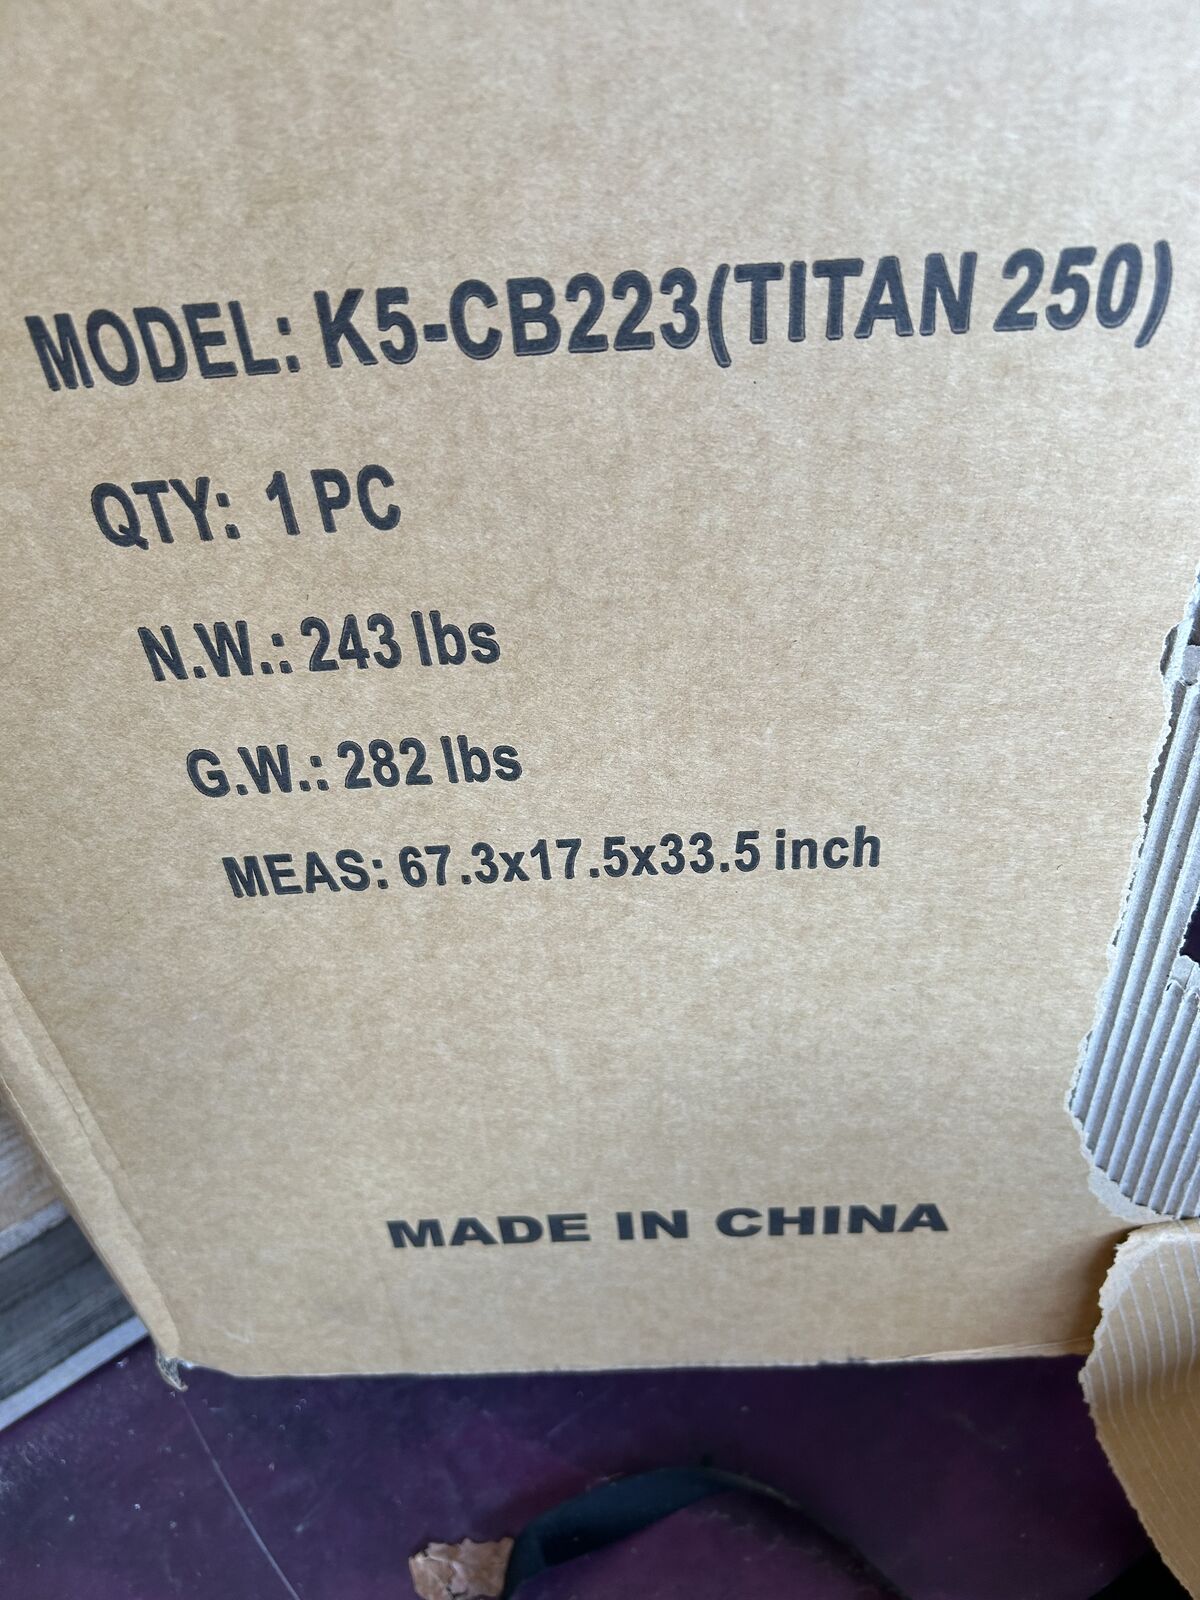 MODEL: K5-CB223(TITAN 250)
QTY: 1 PC
N.W.: 243 lbs
G.W.: 282 lbs
MEAS: 67.3x17.5x33.5 inch
MADE IN CHINA